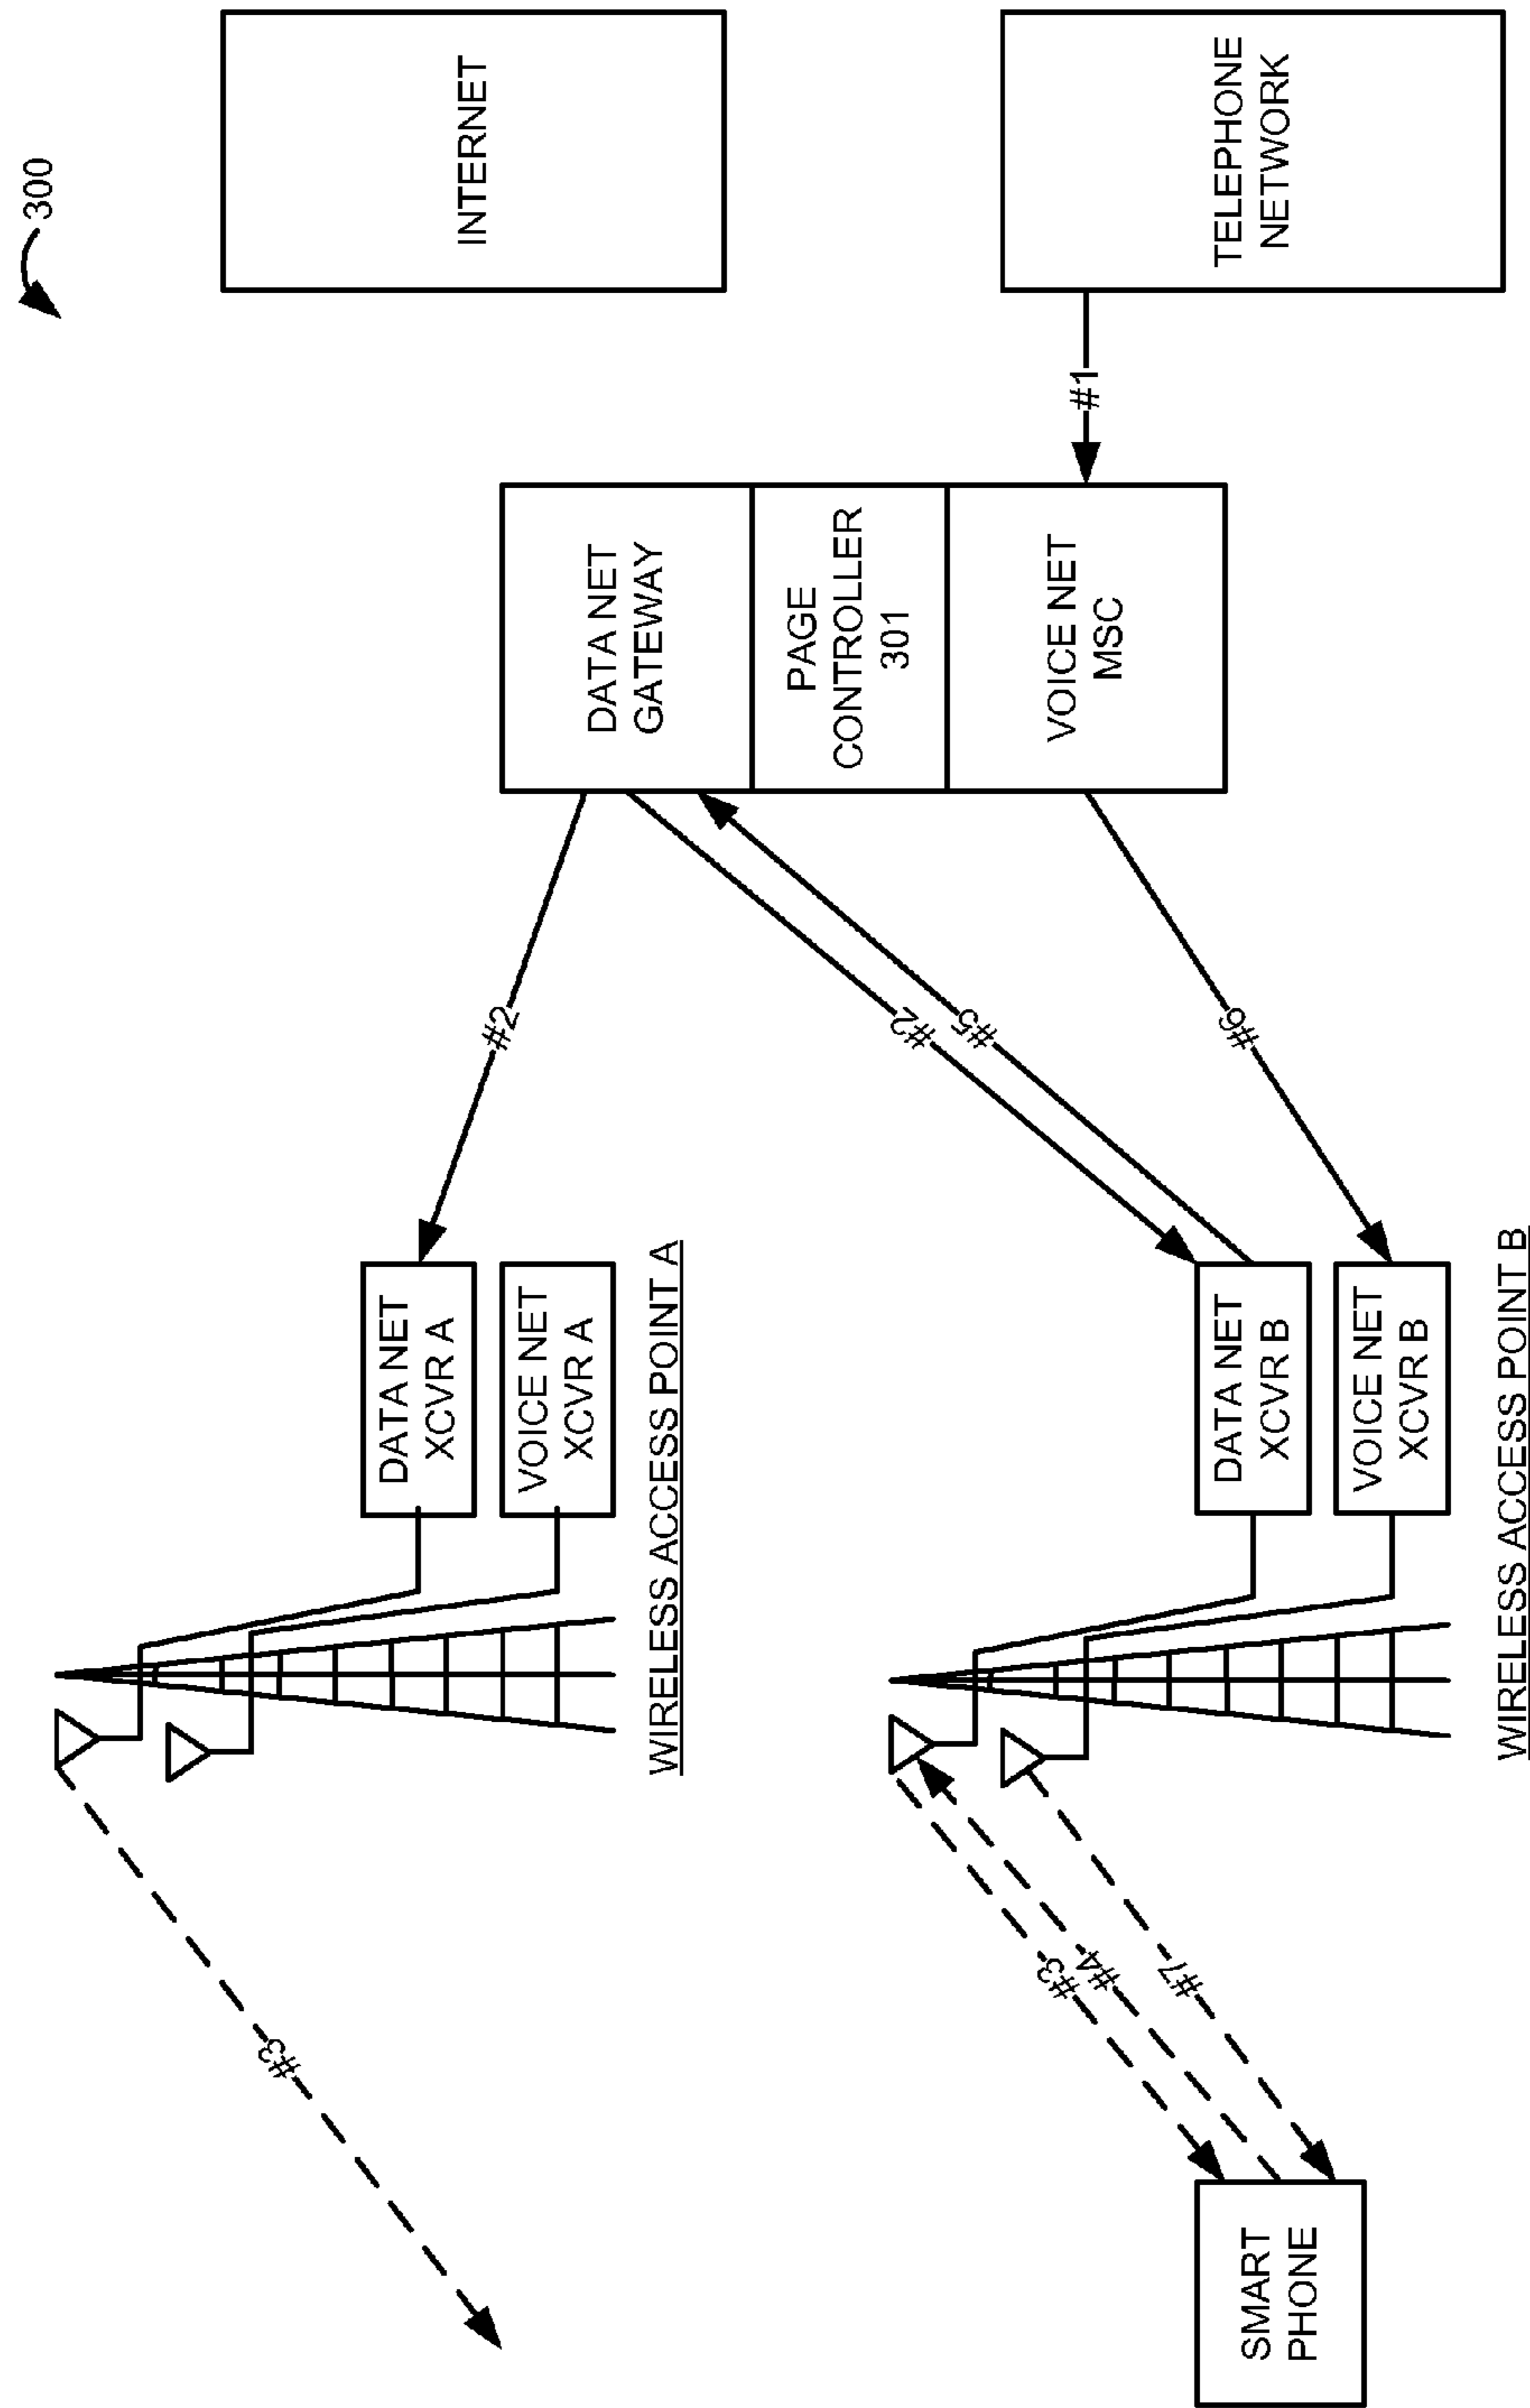 300
INTERNET
TELEPHONE
NETWORK
#1
DATA NET
GATEWAY
PAGE
CONTROLLER
301
VOICE NET
MSC
#2
#2
#5
#6
DATA NET
XCVR A
VOICE NET
XCVR A
WIRELESS ACCESS POINT A
DATA NET
XCVR B
VOICE NET
XCVR B
WIRELESS ACCESS POINT B
#3
#3
#4
#7
SMART
PHONE